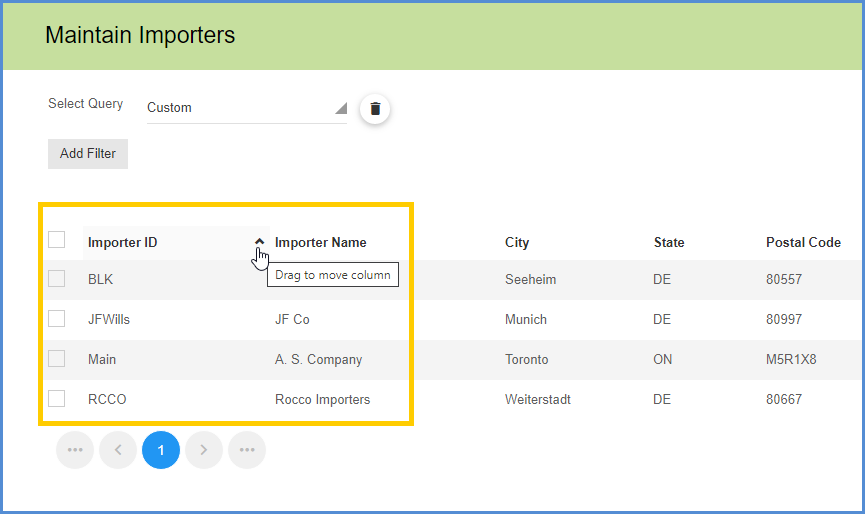 Maintain Importers
Select Query Custom
Add Filter
Importer ID Importer Name City State Postal Code
Drag to move column
BLK Seeheim DE 80557
JFWills JF Co Munich DE 80997
Main A. S. Company Toronto ON M5R1X8
RCCO Rocco Importers Weiterstadt DE 80667
••• 1 •••